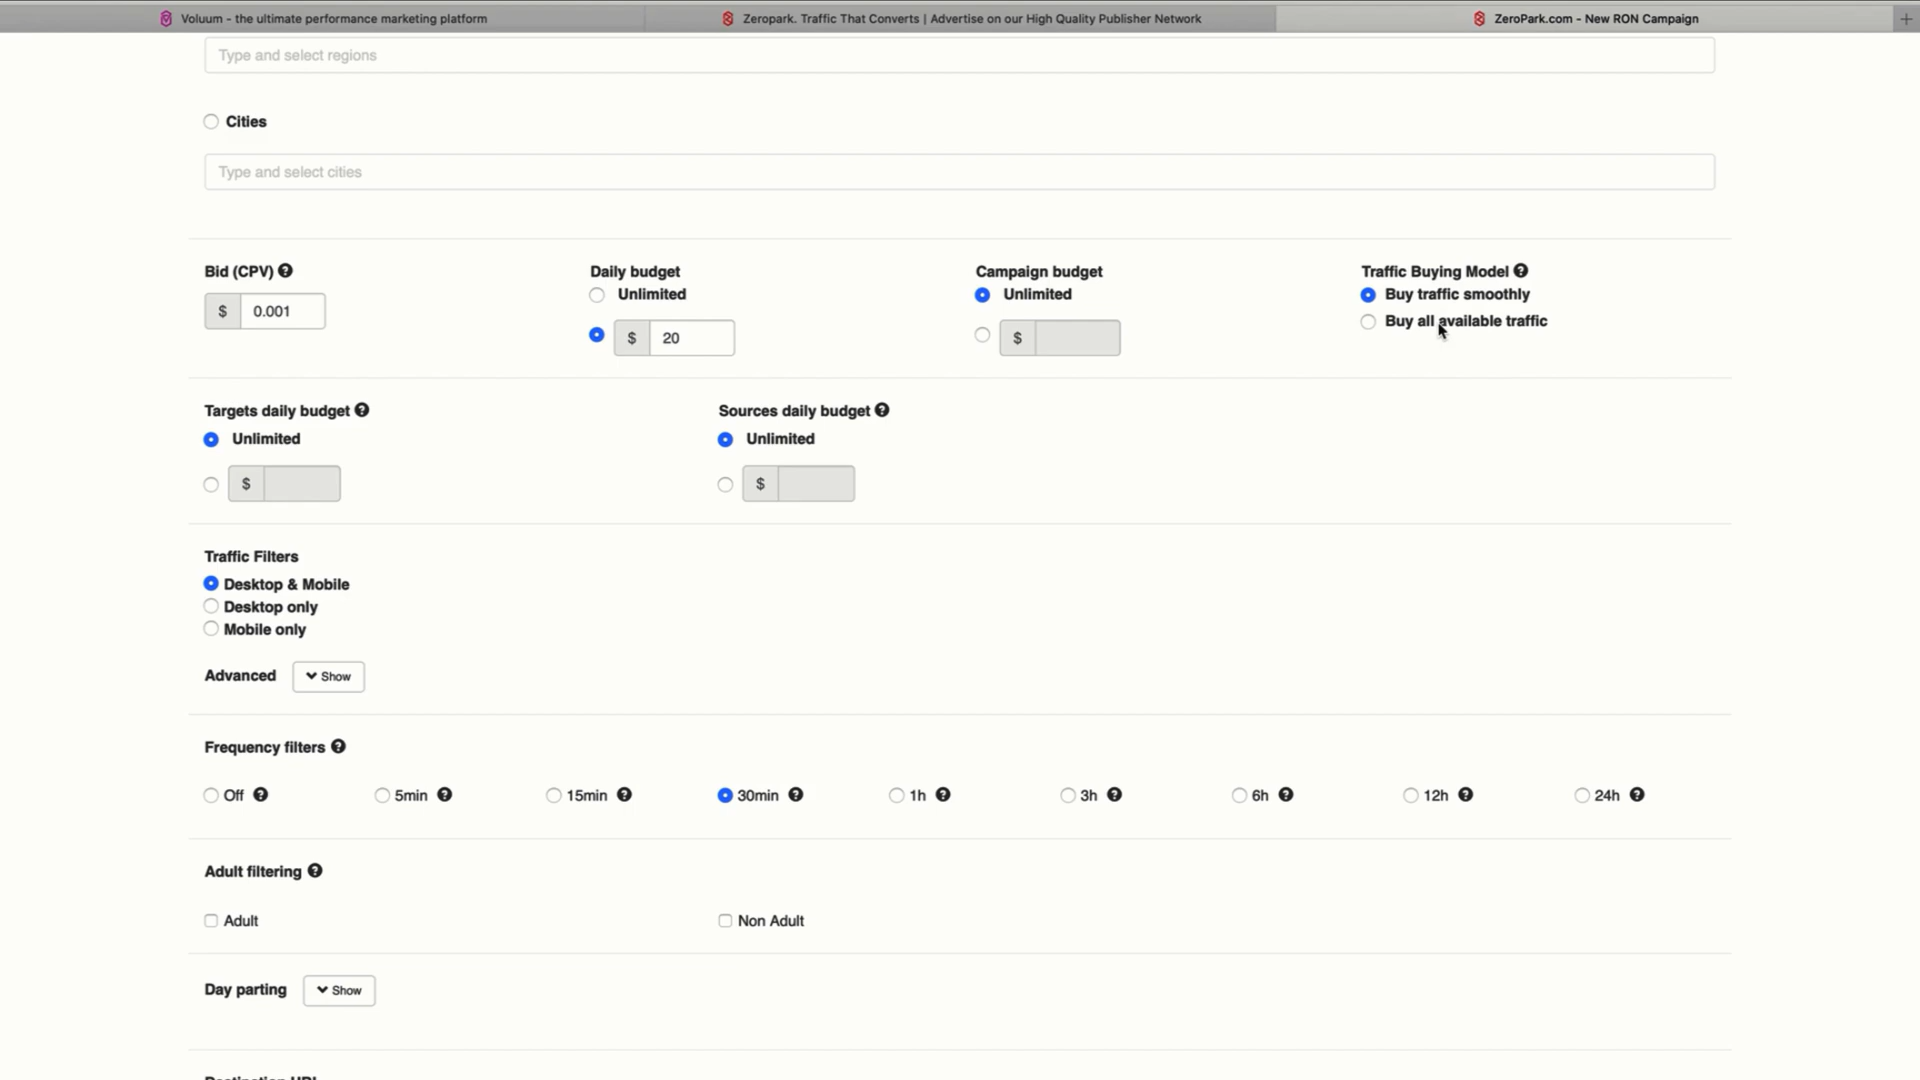 Voluum - the ultimate performance marketing platform
Zeropark. Traffic That Converts | Advertise on our High Quality Publisher Network
ZeroPark.com - New RON Campaign
Type and select regions
Cities
Type and select cities
Bid (CPV)
$ 0.001
Daily budget
Unlimited
$ 20
Campaign budget
Unlimited
$
Traffic Buying Model
Buy traffic smoothly
Buy all available traffic
Targets daily budget
Unlimited
$
Sources daily budget
Unlimited
$
Traffic Filters
Desktop & Mobile
Desktop only
Mobile only
Advanced Show
Frequency filters
Off 5min 15min 30min 1h 3h 6h 12h 24h
Adult filtering
Adult Non Adult
Day parting Show